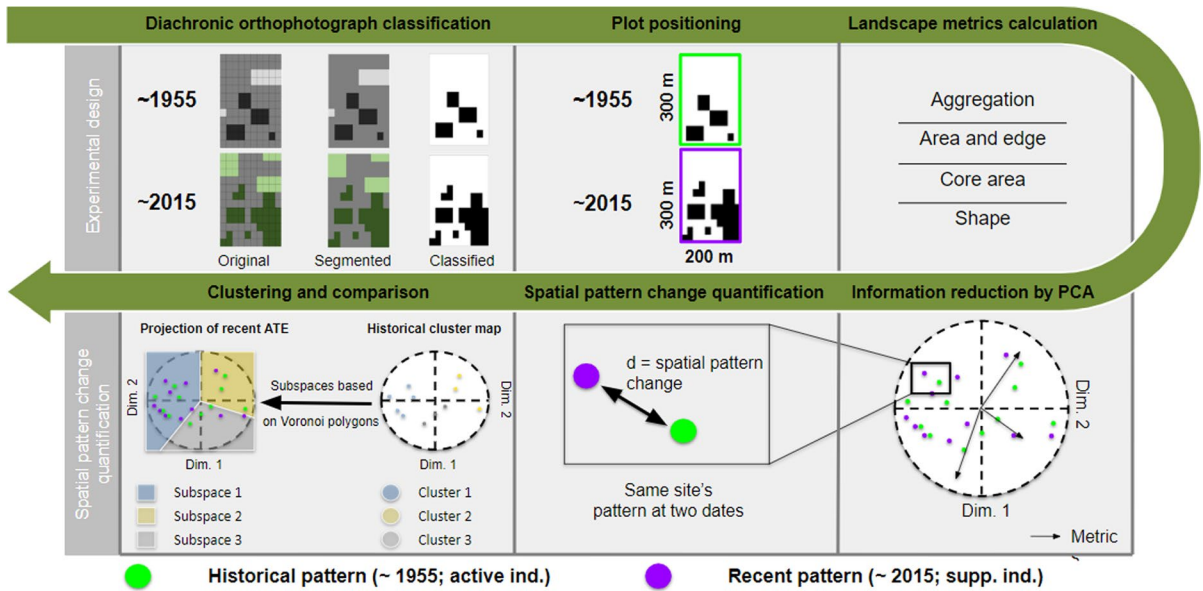 Diachronic orthophotograph classification
Plot positioning
Landscape metrics calculation
Experimental design
~1955
~2015
Original
Segmented
Classified
~1955
300 m
~2015
300 m
200 m
Aggregation
Area and edge
Core area
Shape
Clustering and comparison
Spatial pattern change quantification
Information reduction by PCA
Spatial pattern change
quantification
Projection of recent ATE
Historical cluster map
Dim. 2
Dim. 1
Subspaces based
on Voronoi polygons
Dim. 2
Dim. 1
Subspace 1
Subspace 2
Subspace 3
Cluster 1
Cluster 2
Cluster 3
d = spatial pattern
change
Same site's
pattern at two dates
Dim. 2
Dim. 1
Metric
Historical pattern (~ 1955; active ind.)
Recent pattern (~ 2015; supp. ind.)